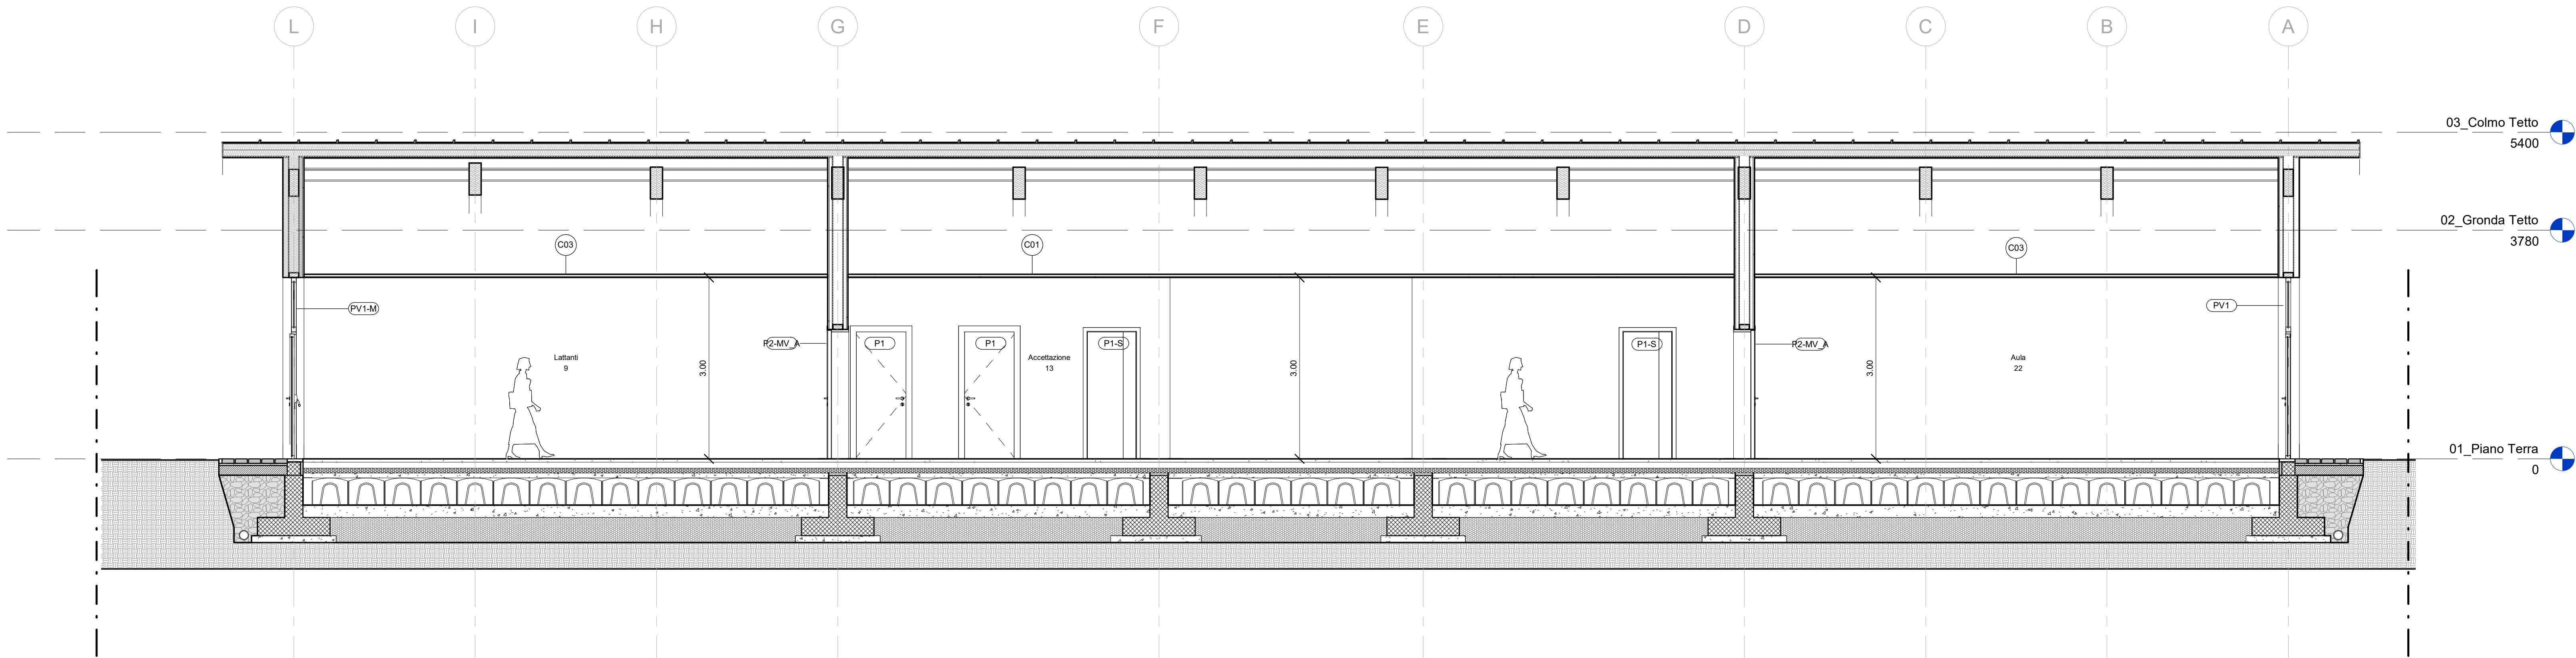 L I H G F E D C B A
03_Colmo Tetto
5400
02_Gronda Tetto
3780
C03 C01 C03
PV1-M PV1
P2-MV_A P1 P1 P1-S P1-S P2-MV_A
Lattanti
9
Accettazione
13
Aula
22
3.00 3.00 3.00
01_Piano Terra
0